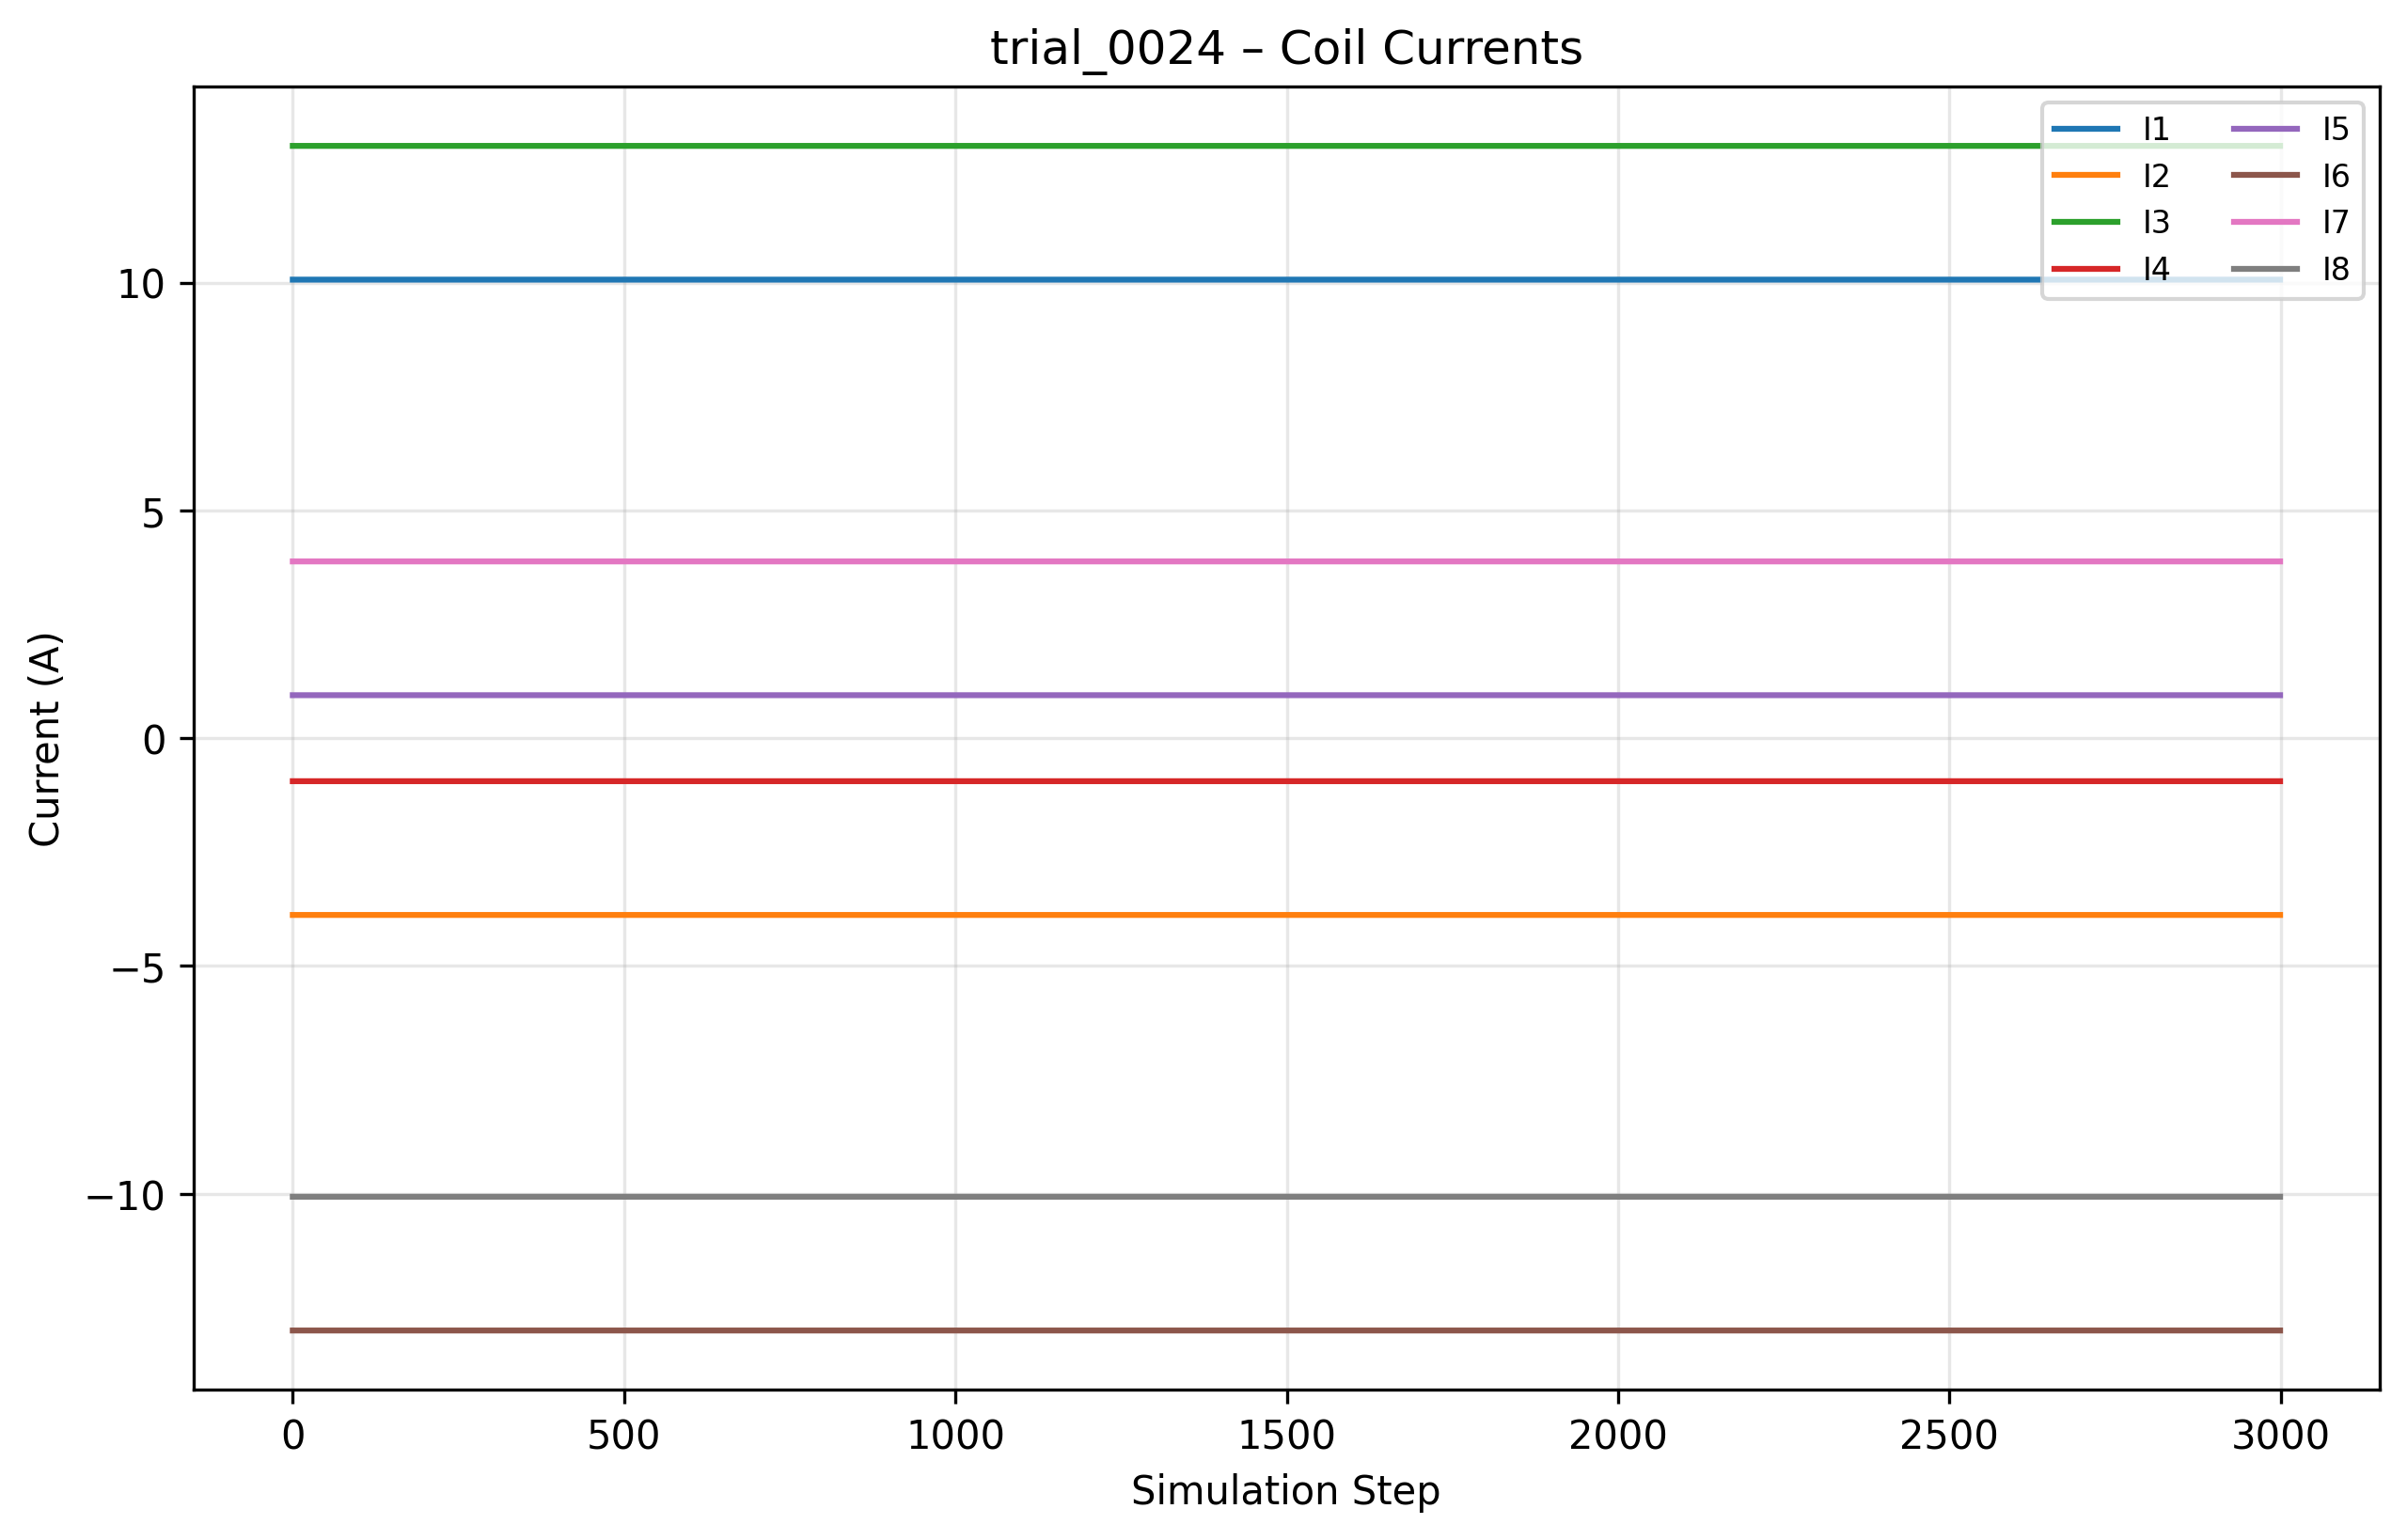 trial_0024 – Coil Currents
I1 I5
I2 I6
I3 I7
I4 I8
10
5
0
−5
−10
Current (A)
0 500 1000 1500 2000 2500 3000
Simulation Step